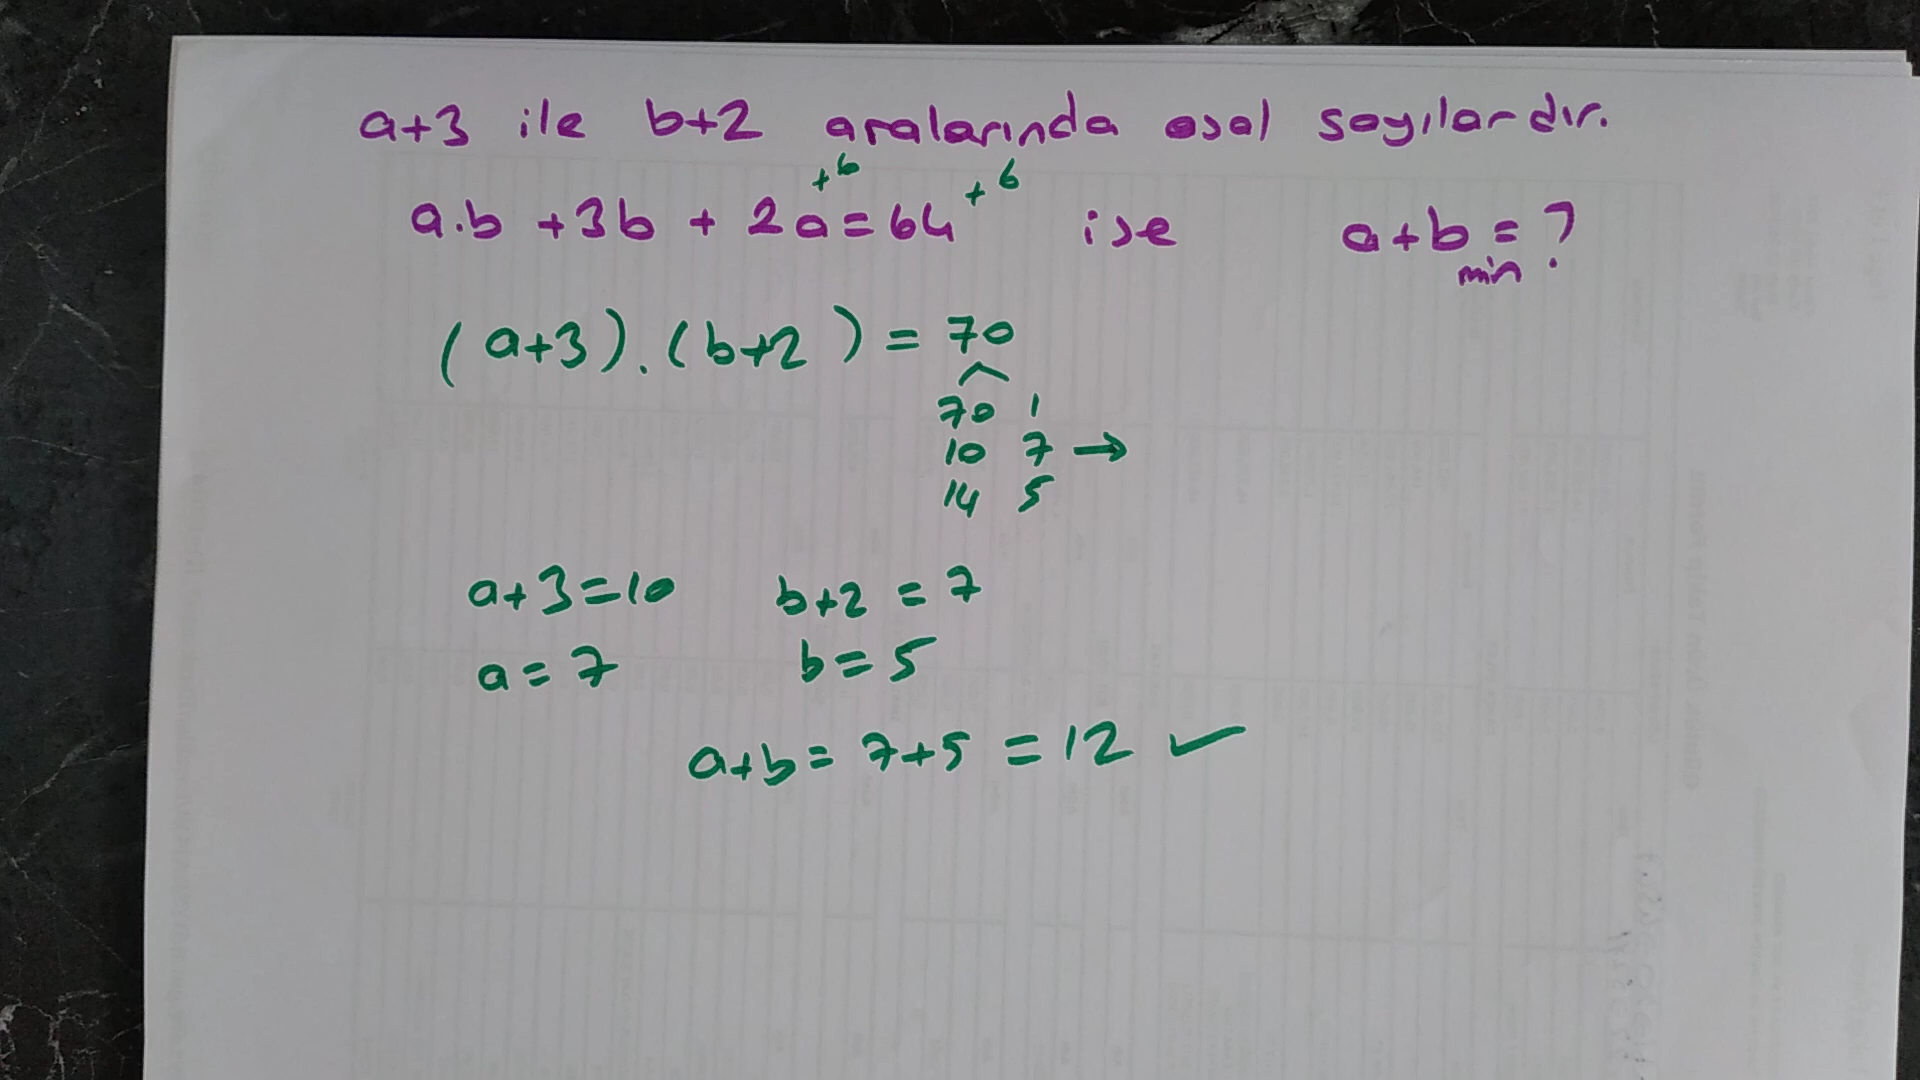 a+3 ile b+2 aralarında asal sayılardır.
+6 +6
a.b +3b + 2a=64 ise a+b=?
min
(a+3).(b+2)=70
70 1
10 7 →
14 5
a+3=10 b+2=7
a=7 b=5
a+b=7+5=12 ✓